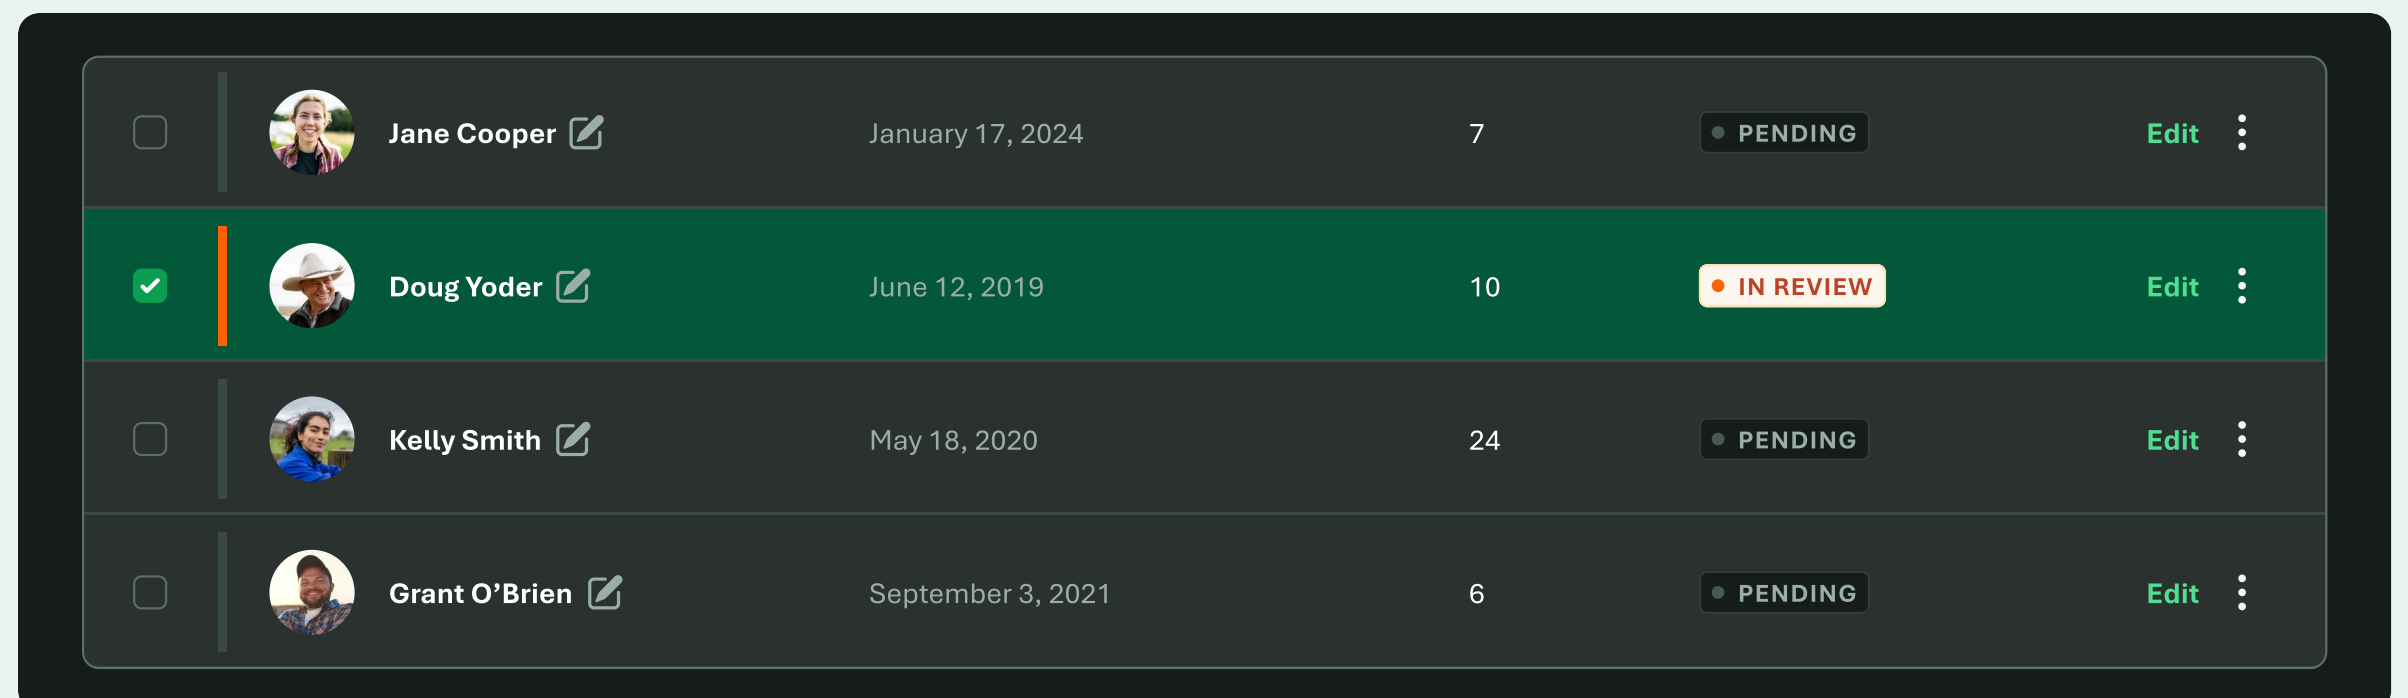 Jane Cooper January 17, 2024 7 PENDING Edit
Doug Yoder June 12, 2019 10 IN REVIEW Edit
Kelly Smith May 18, 2020 24 PENDING Edit
Grant O’Brien September 3, 2021 6 PENDING Edit